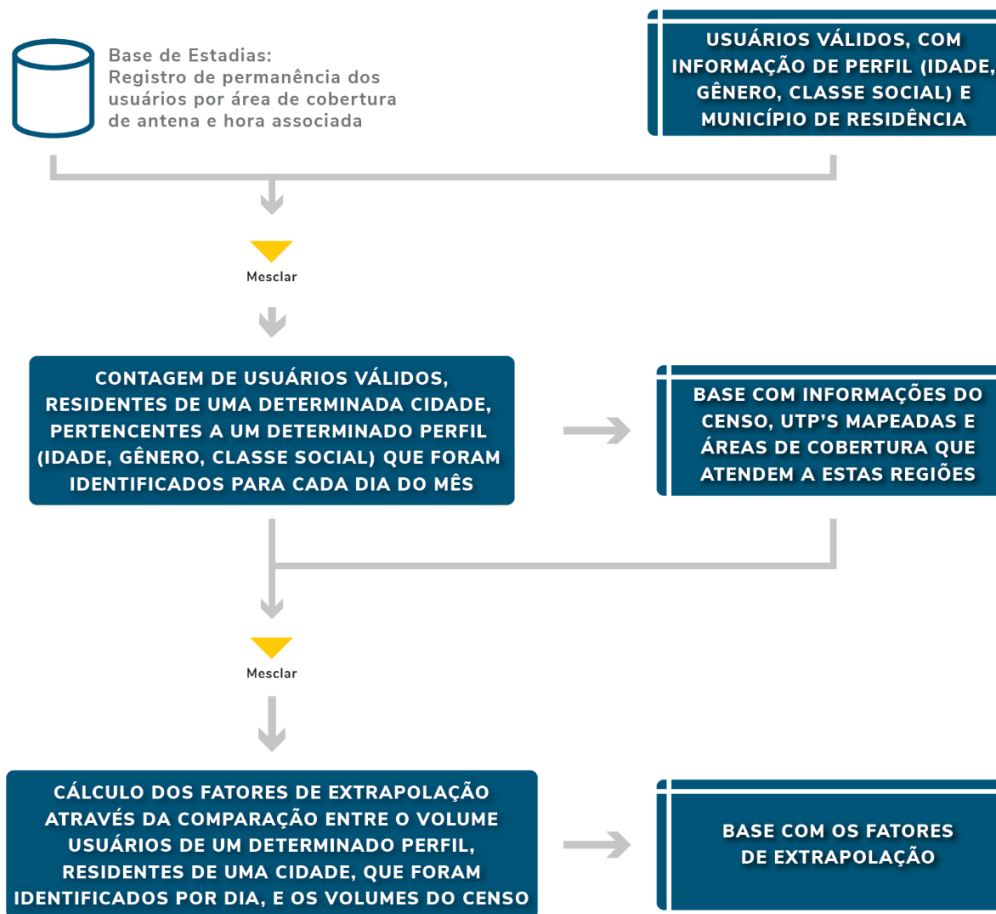 Base de Estadias:
Registro de permanência dos
usuários por área de cobertura
de antena e hora associada
USUÁRIOS VÁLIDOS, COM
INFORMAÇÃO DE PERFIL (IDADE,
GÊNERO, CLASSE SOCIAL) E
MUNICÍPIO DE RESIDÊNCIA
Mesclar
CONTAGEM DE USUÁRIOS VÁLIDOS,
RESIDENTES DE UMA DETERMINADA CIDADE,
PERTENCENTES A UM DETERMINADO PERFIL
(IDADE, GÊNERO, CLASSE SOCIAL) QUE FORAM
IDENTIFICADOS PARA CADA DIA DO MÊS
BASE COM INFORMAÇÕES DO
CENSO, UTP'S MAPEADAS E
ÁREAS DE COBERTURA QUE
ATENDEM A ESTAS REGIÕES
Mesclar
CÁLCULO DOS FATORES DE EXTRAPOLAÇÃO
ATRAVÉS DA COMPARAÇÃO ENTRE O VOLUME
USUÁRIOS DE UM DETERMINADO PERFIL,
RESIDENTES DE UMA CIDADE, QUE FORAM
IDENTIFICADOS POR DIA, E OS VOLUMES DO CENSO
BASE COM OS FATORES
DE EXTRAPOLAÇÃO